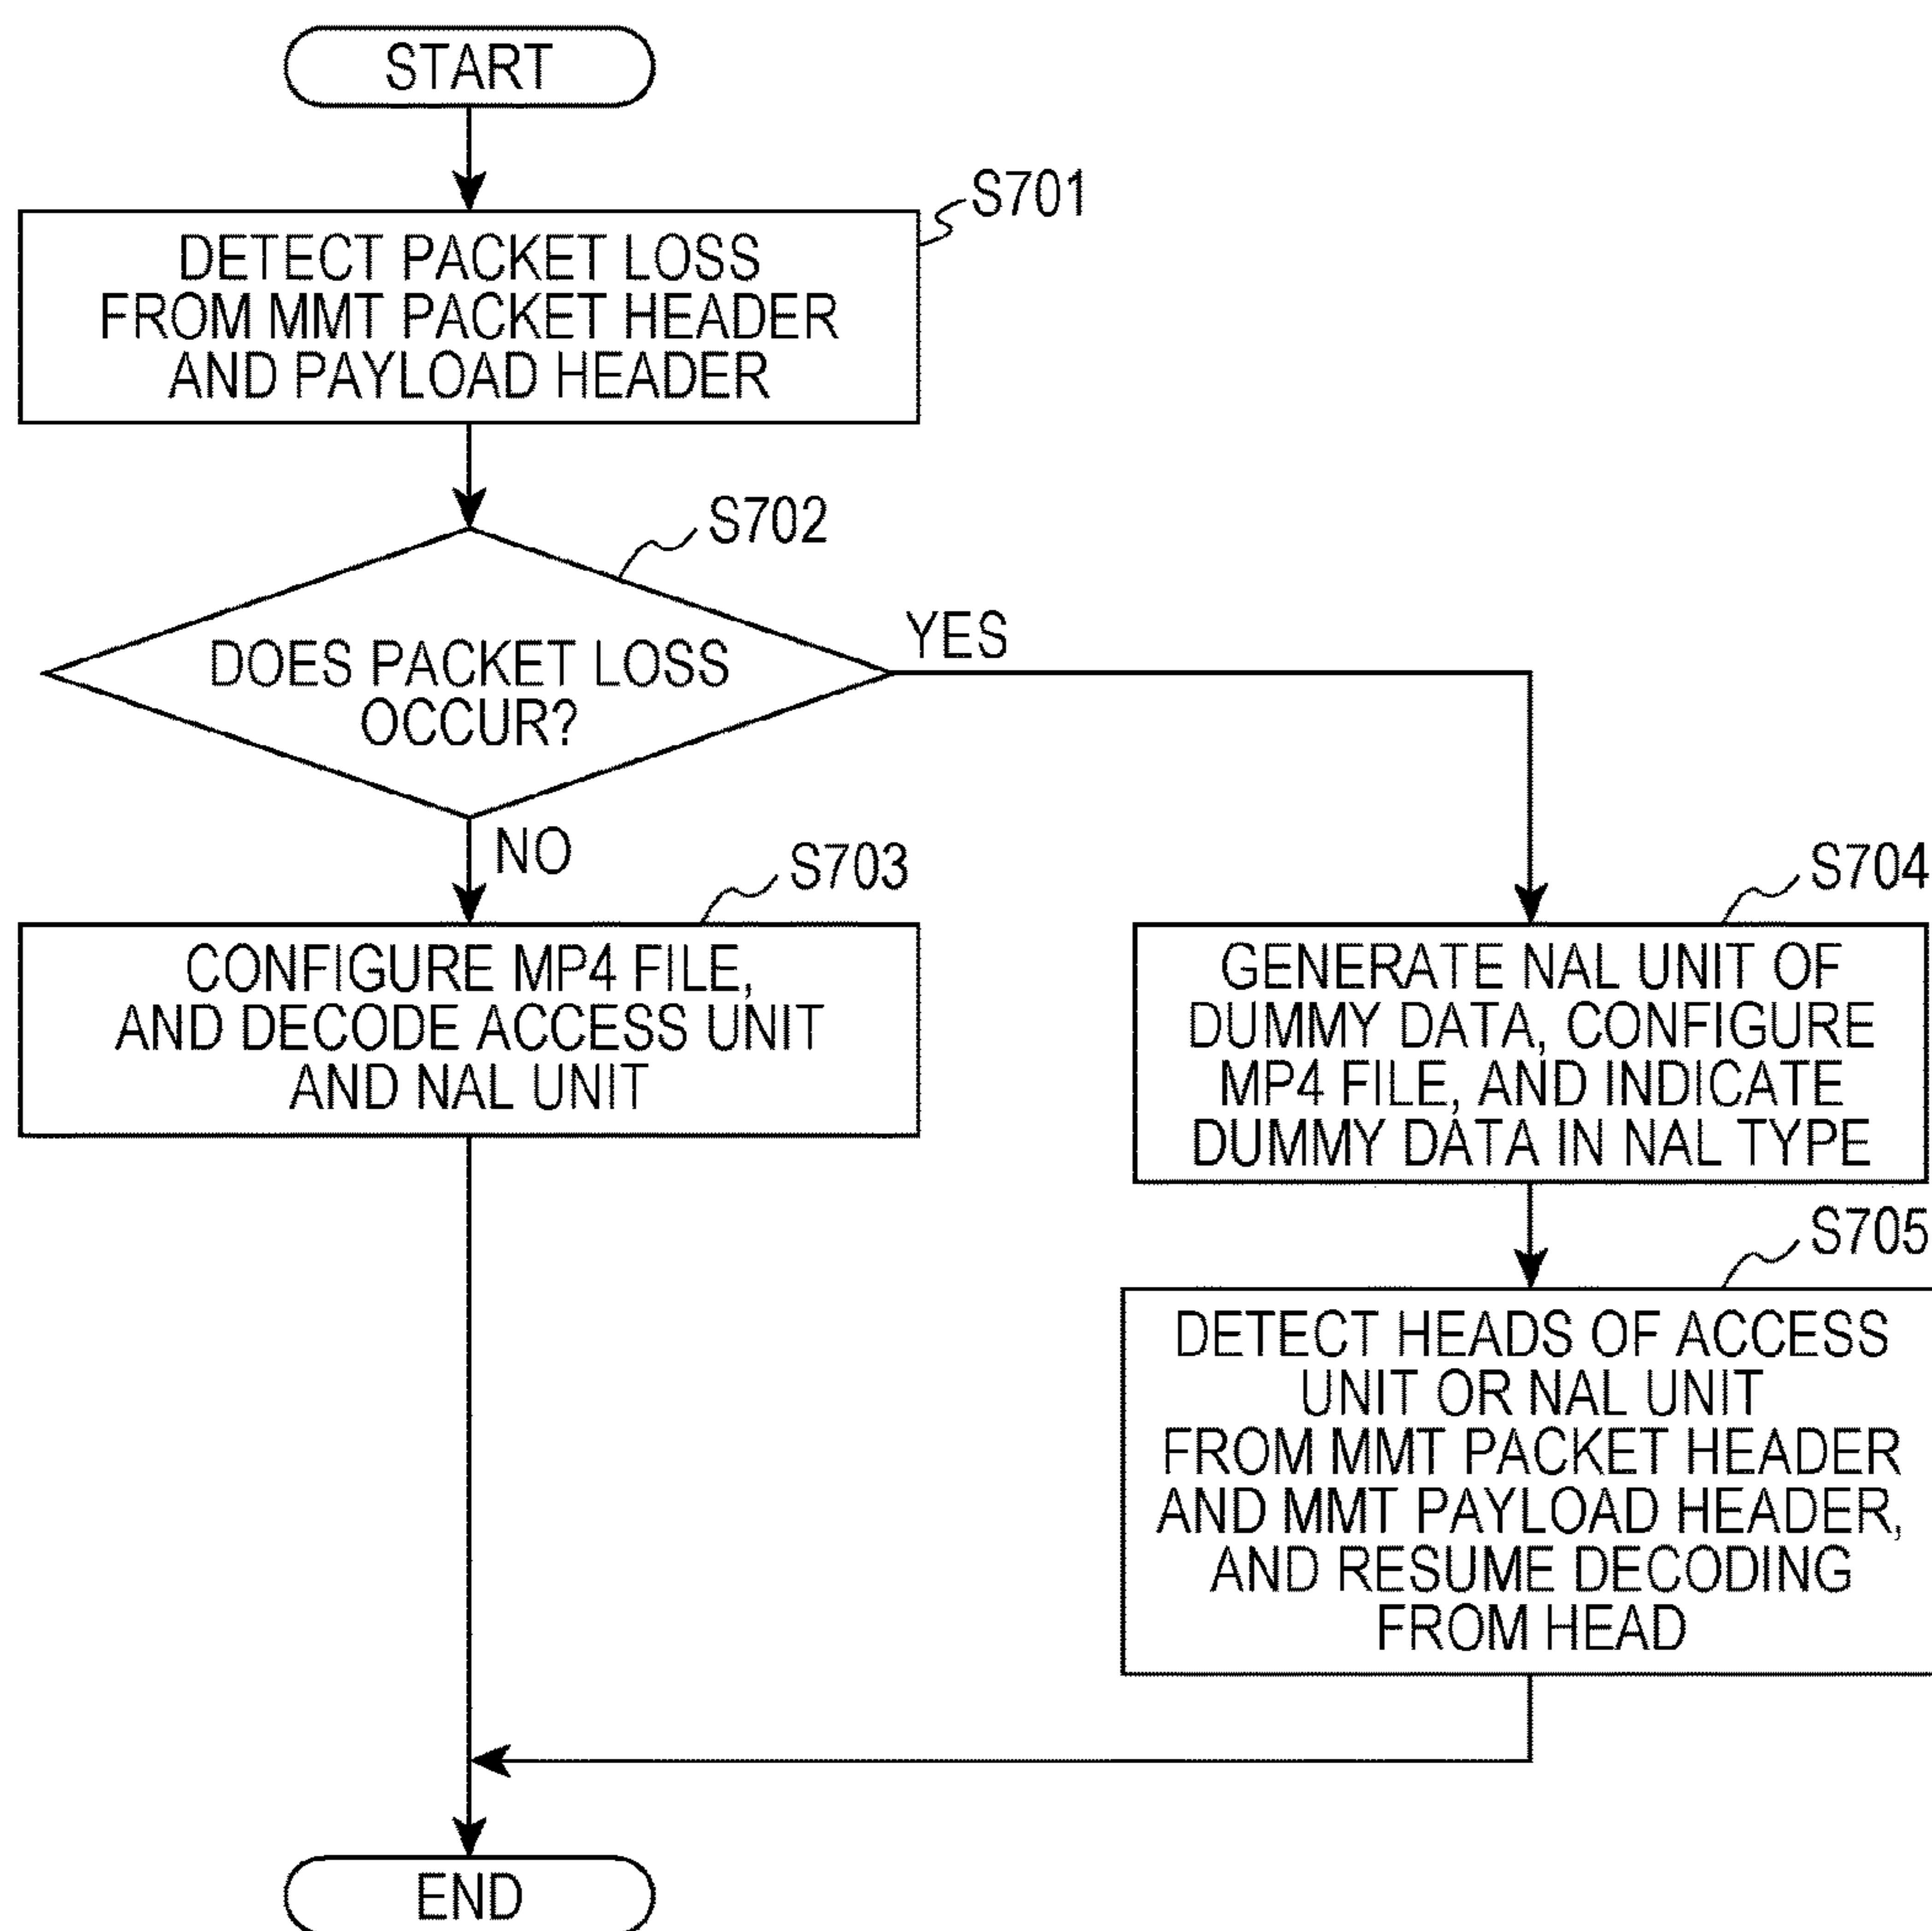 START
S701
DETECT PACKET LOSS
FROM MMT PACKET HEADER
AND PAYLOAD HEADER
S702
DOES PACKET LOSS
OCCUR?
YES
NO
S703
CONFIGURE MP4 FILE,
AND DECODE ACCESS UNIT
AND NAL UNIT
S704
GENERATE NAL UNIT OF
DUMMY DATA, CONFIGURE
MP4 FILE, AND INDICATE
DUMMY DATA IN NAL TYPE
S705
DETECT HEADS OF ACCESS
UNIT OR NAL UNIT
FROM MMT PACKET HEADER
AND MMT PAYLOAD HEADER,
AND RESUME DECODING
FROM HEAD
END